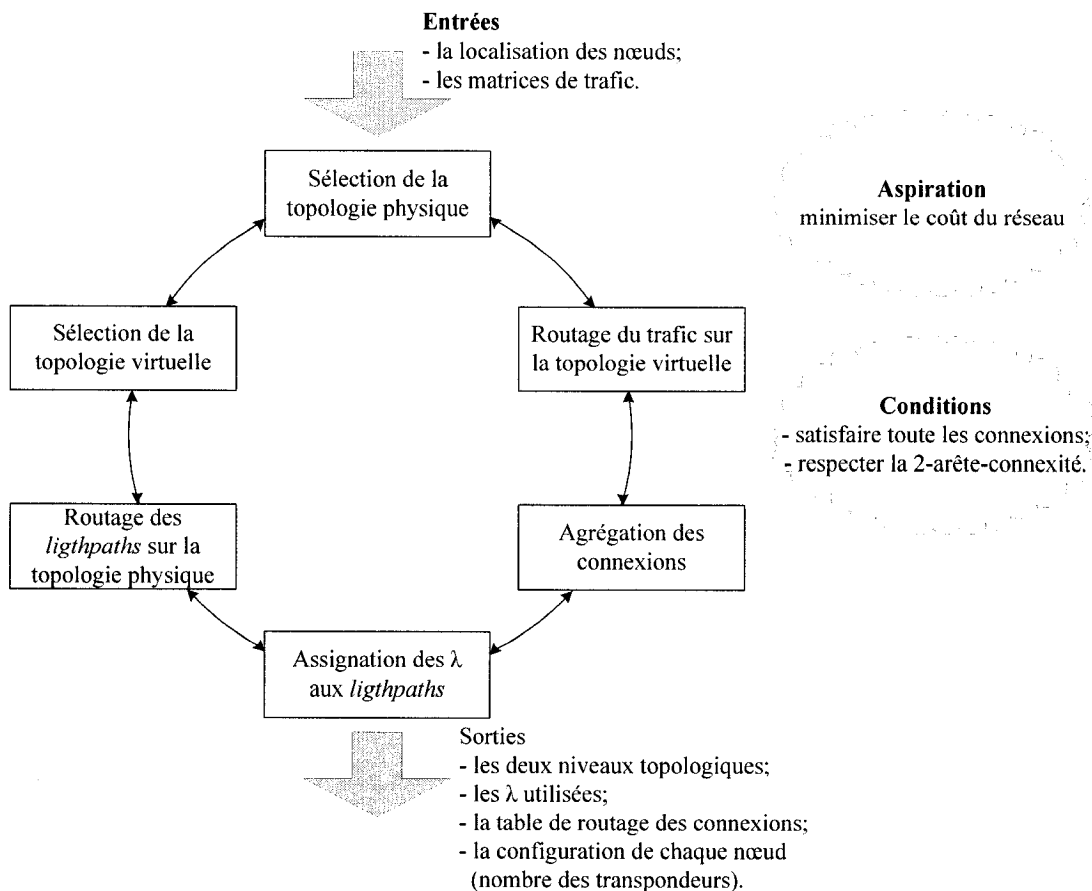 Entrées
- la localisation des nœuds;
- les matrices de trafic.
Sélection de la
topologie physique
Aspiration
minimiser le coût du réseau
Sélection de la
topologie virtuelle
Routage du trafic sur
la topologie virtuelle
Conditions
- satisfaire toute les connexions;
- respecter la 2-arête-connexité.
Routage des
ligthpaths sur la
topologie physique
Agrégation des
connexions
Assignation des λ
aux ligthpaths
Sorties
- les deux niveaux topologiques;
- les λ utilisées;
- la table de routage des connexions;
- la configuration de chaque nœud
(nombre des transpondeurs).